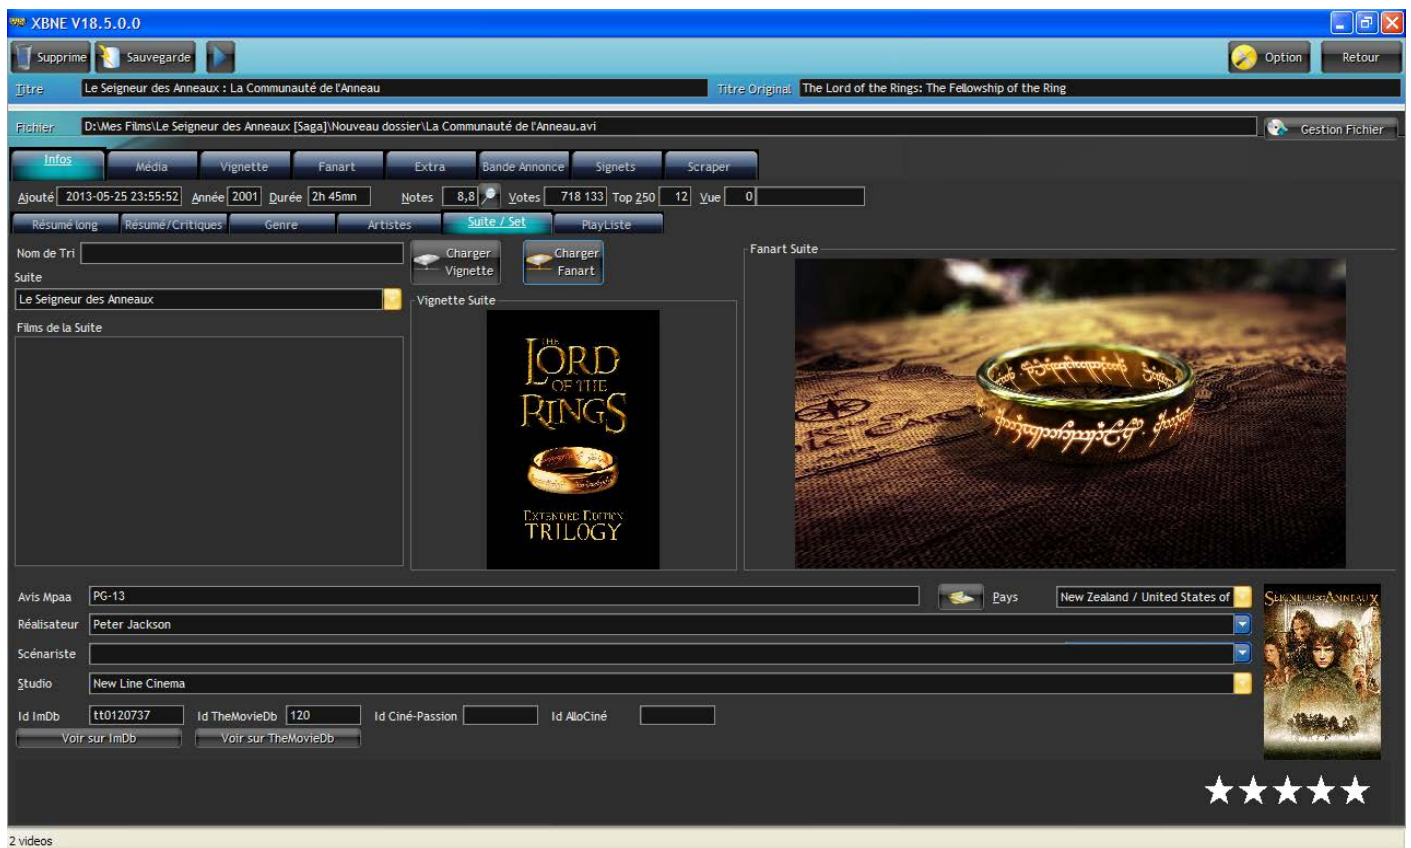 XBNE V18.5.0.0
Supprime Sauvegarde Option Retour
Titre Le Seigneur des Anneaux : La Communauté de l'Anneau Titre Original The Lord of the Rings: The Fellowship of the Ring
Fichier D:\Mes Films\Le Seigneur des Anneaux [Saga]\Nouveau dossier\La Communauté de l'Anneau.avi Gestion Fichier
Infos Média Vignette Fanart Extra Bande Annonce Signets Scraper
Ajouté 2013-05-25 23:55:52 Année 2001 Durée 2h 45mn Notes 8,8 Votes 718 133 Top 250 12 Vue 0
Résumé long Résumé/Critiques Genre Artistes Suite / Set PlayListe
Nom de Tri Charger Vignette Charger Fanart Fanart Suite
Suite
Le Seigneur des Anneaux Vignette Suite
Films de la Suite
THE
LORD
OF THE
RINGS
EXTENDED EDITION
TRILOGY
Avis Mpaa PG-13 Pays New Zealand / United States of
Réalisateur Peter Jackson
SEIGNEUR DES ANNEAUX
Scénariste
Studio New Line Cinema
Id ImDb tt0120737 Id TheMovieDb 120 Id Ciné-Passion Id AlloCiné
Voir sur ImDb Voir sur TheMovieDb
2 videos